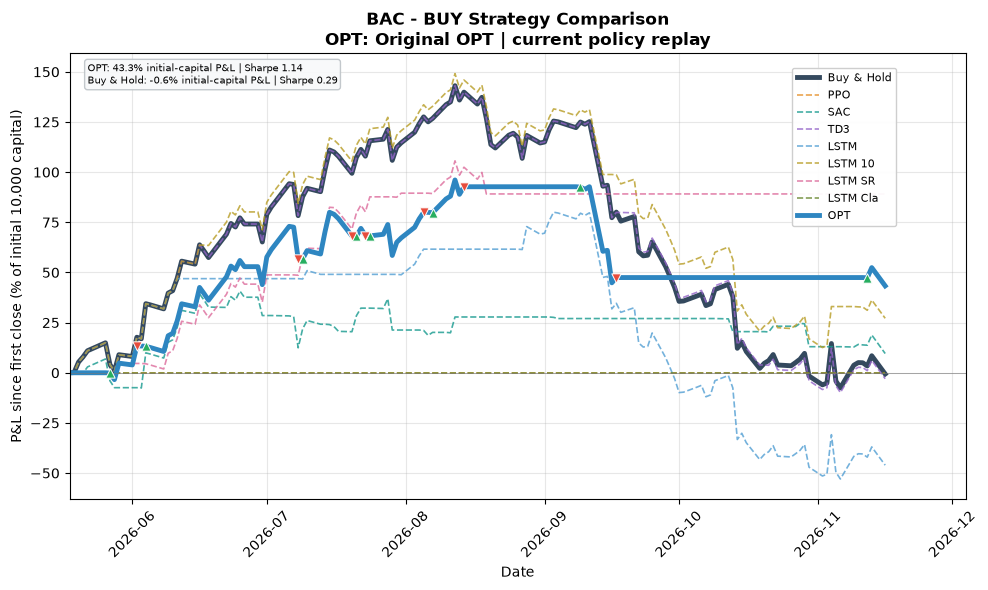 BAC - BUY Strategy Comparison
OPT: Original OPT | current policy replay
OPT: 43.3% initial-capital P&L | Sharpe 1.14
Buy & Hold: -0.6% initial-capital P&L | Sharpe 0.29
Buy & Hold
PPO
SAC
TD3
LSTM
LSTM 10
LSTM SR
LSTM Cla
OPT
P&L since first close (% of initial 10,000 capital)
150
125
100
75
50
25
0
−25
−50
2026-06
2026-07
2026-08
2026-09
2026-10
2026-11
2026-12
Date